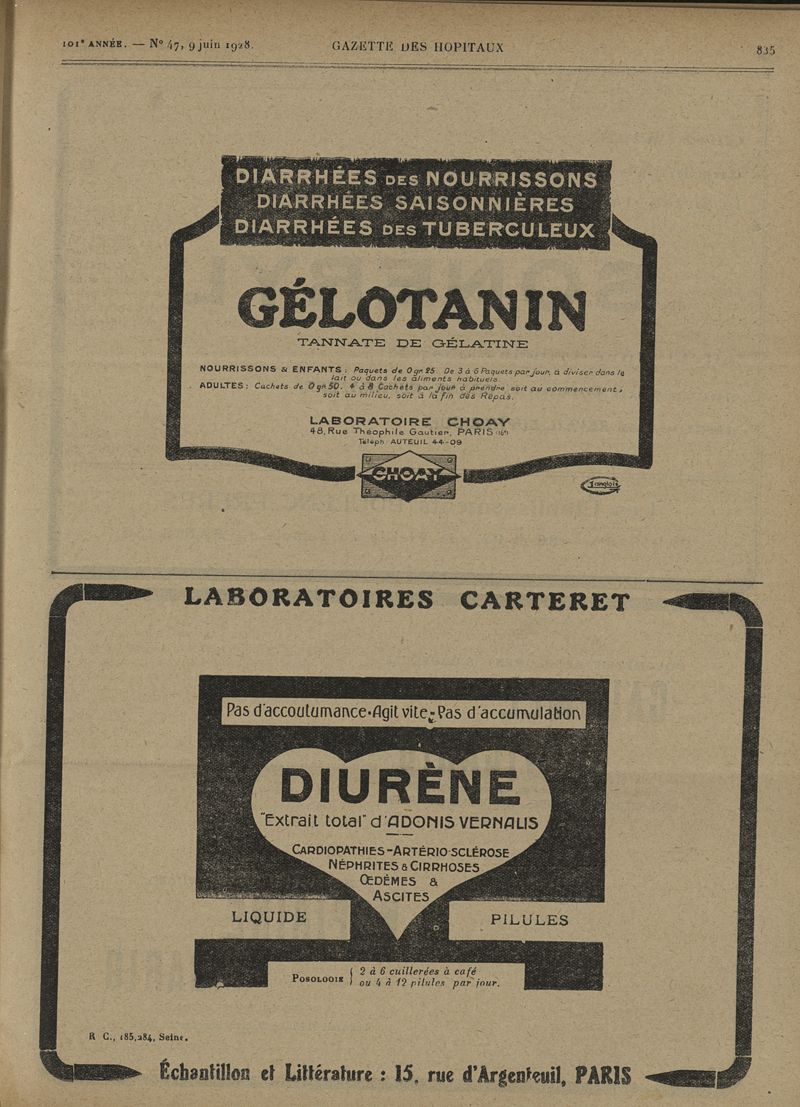 101e ANNÉE. — No 47, 9 juin 1928.
GAZETTE DES HOPITAUX
835
DIARRHÉES DES NOURRISSONS
DIARRHÉES SAISONNIÈRES
DIARRHÉES DES TUBERCULEUX
GÉLOTANIN
TANNATE DE GÉLATINE
NOURRISSONS & ENFANTS : Paquets de 0gr.25. De 3 à 6 Paquets par jour, à diviser dans le
lait ou dans les aliments habituels.
ADULTES : Cachets de 0gr.50. 4 à 8 Cachets par jour à prendre soit au commencement,
soit au milieu, soit à la fin des Repas.
LABORATOIRE CHOAY
48, Rue Théophile Gautier, PARIS (16e)
Téléph. AUTEUIL 44-09
CHOAY
Langlois
LABORATOIRES CARTERET
Pas d'accoutumance • Agit vite • Pas d'accumulation
DIURÈNE
"Extrait total" d'ADONIS VERNALIS
CARDIOPATHIES - ARTÉRIO-SCLÉROSE
NÉPHRITES & CIRRHOSES
ŒDÈMES &
ASCITES
LIQUIDE
PILULES
POSOLOGIE { 2 à 6 cuillerées à café
ou 4 à 12 pilules par jour.
R C., 185,284, Seine.
Échantillon et Littérature : 15, rue d'Argenteuil, PARIS